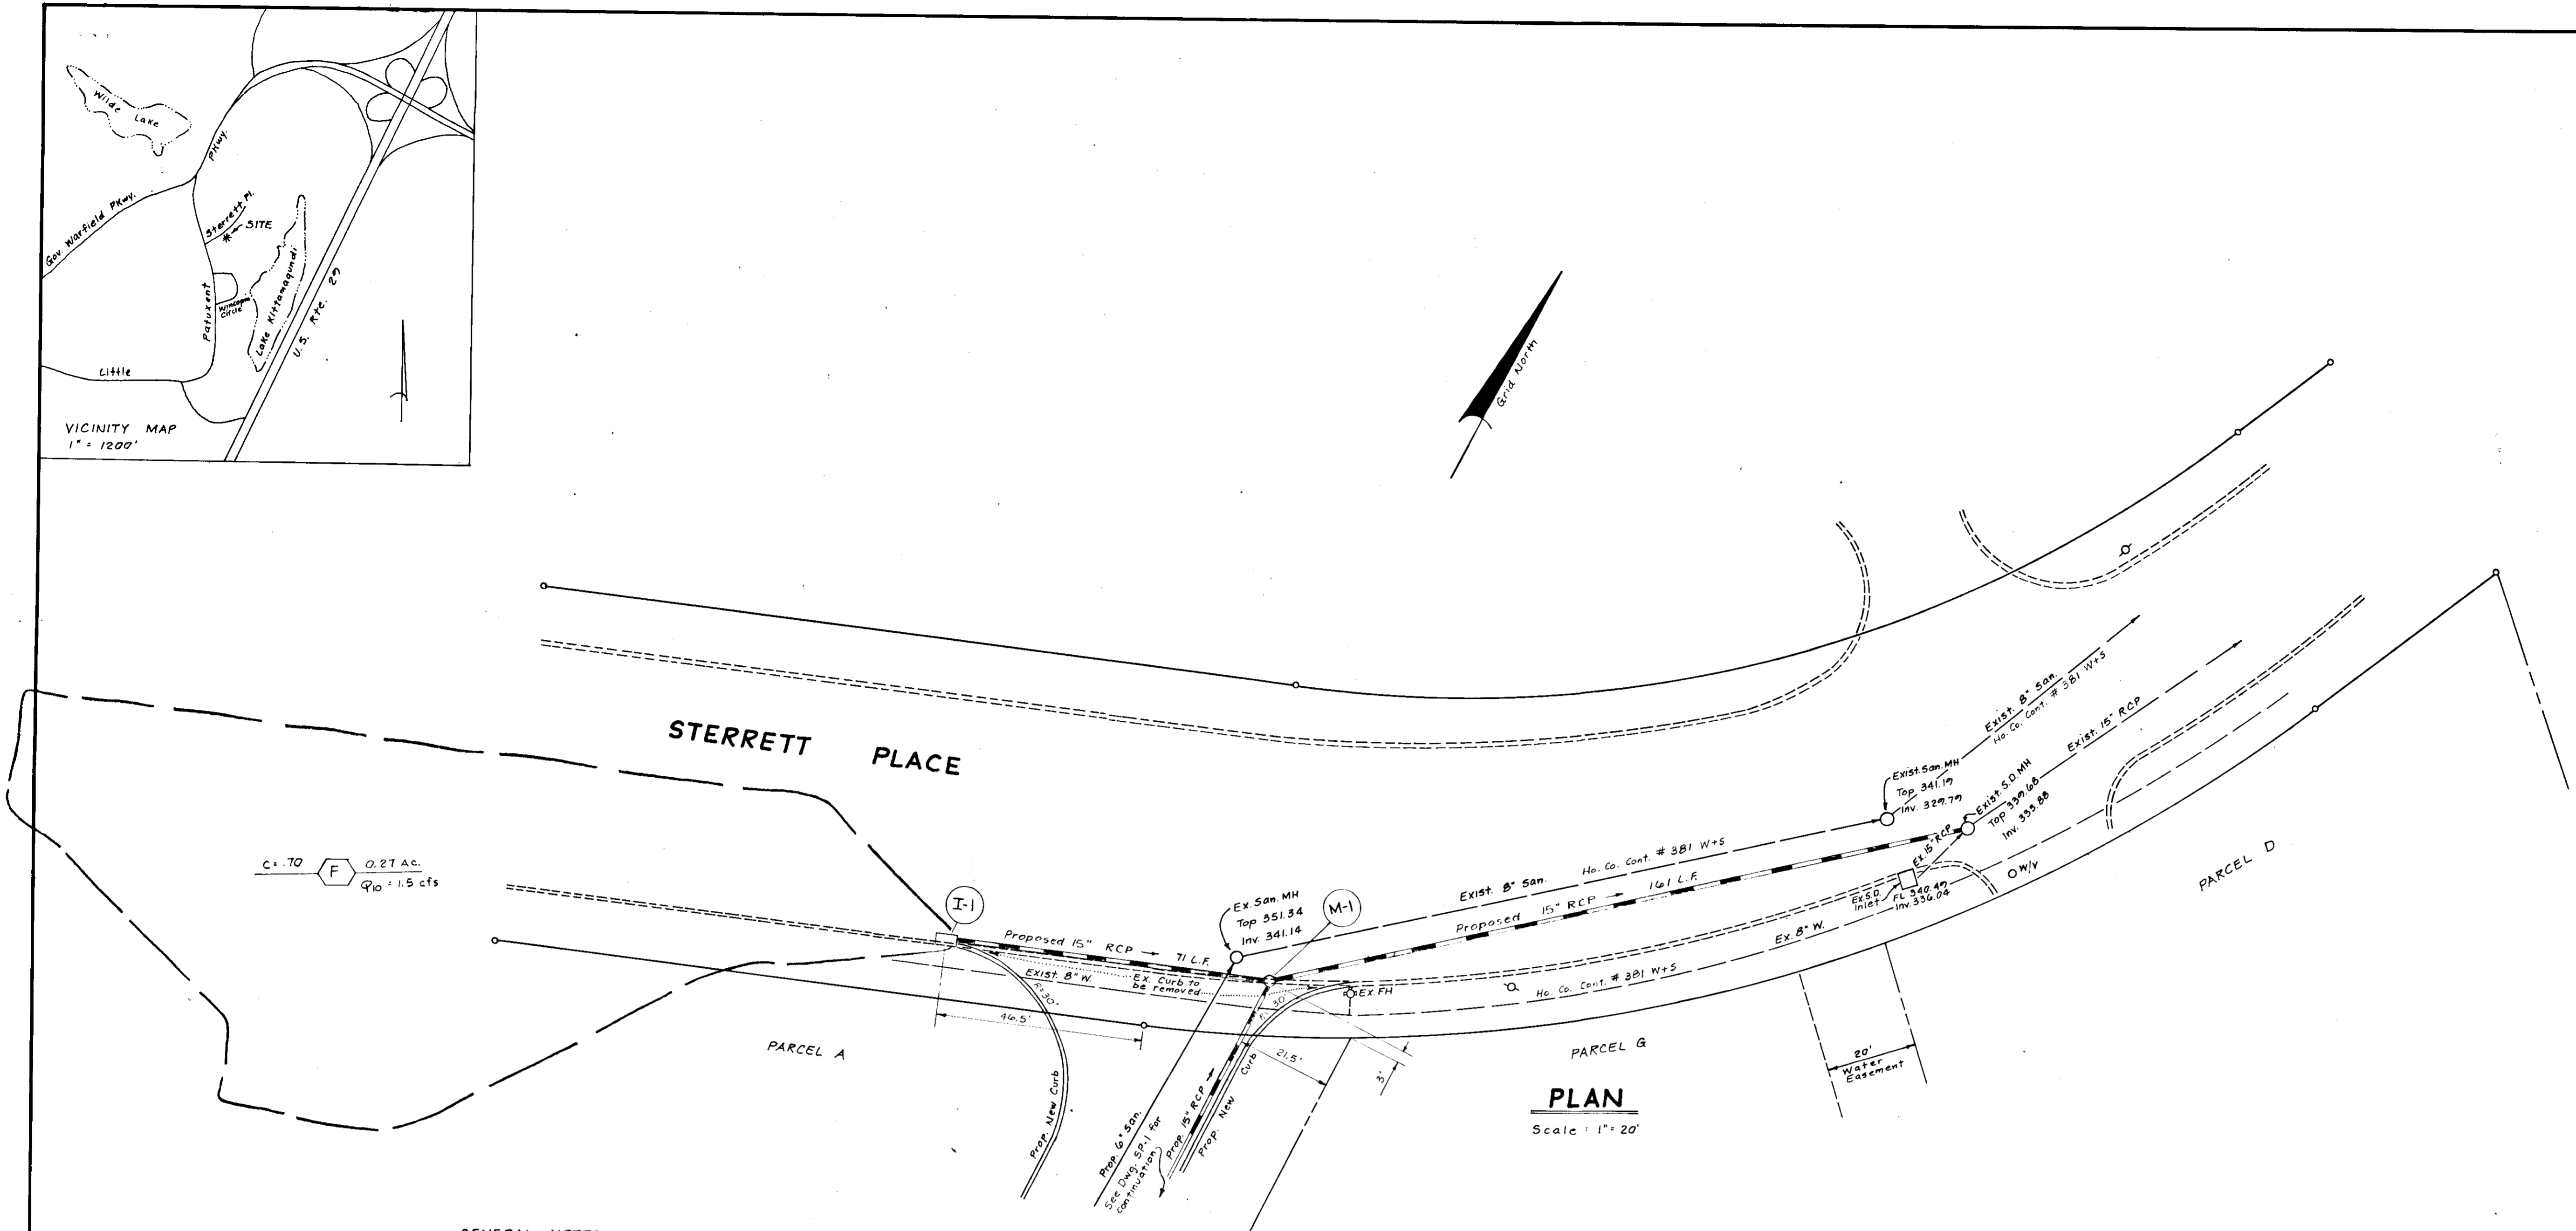 Wilde
Lake
PKwy.
Gov. Warfield PKwy.
Sterrett Pl.
SITE
Patuxent
Wincopin
Circle
Lake Kittamaqundi
U.S. Rte. 29
Little
VICINITY MAP
1" = 1200'
Grid North
STERRETT PLACE
C = .70
F
0.27 Ac.
Q10 = 1.5 cfs
I-1
Proposed 15" RCP
71 L.F.
Exist. 8" W.
Ex. Curb to
be removed
R=30'
46.5'
PARCEL A
Prop. New Curb
Ex. San. MH
Top 351.34
Inv. 341.14
M-1
Exist. 8" San.
Ho. Co. Cont. # 381 W+S
Proposed 15" RCP
161 L.F.
Ex. FH
30'
21.5'
3'
Prop. 6" San.
See Dwg. SP-1 for
continuation
Prop. 15" RCP
Prop. New Curb
Ho. Co. Cont. # 381 W+S
Ex. 8" W.
PARCEL G
20'
Water
Easement
Exist. San. MH
Top 341.19
Inv. 329.79
Exist. 8" San.
Ho. Co. Cont. # 381 W+S
Exist. S.D. MH
Top 339.68
Inv. 335.88
Exist. 15" RCP
Ex. 15" RCP
Ex. S.D.
Inlet
FL 340.49
Inv. 336.04
W/V
PARCEL D
PLAN
Scale : 1" = 20'